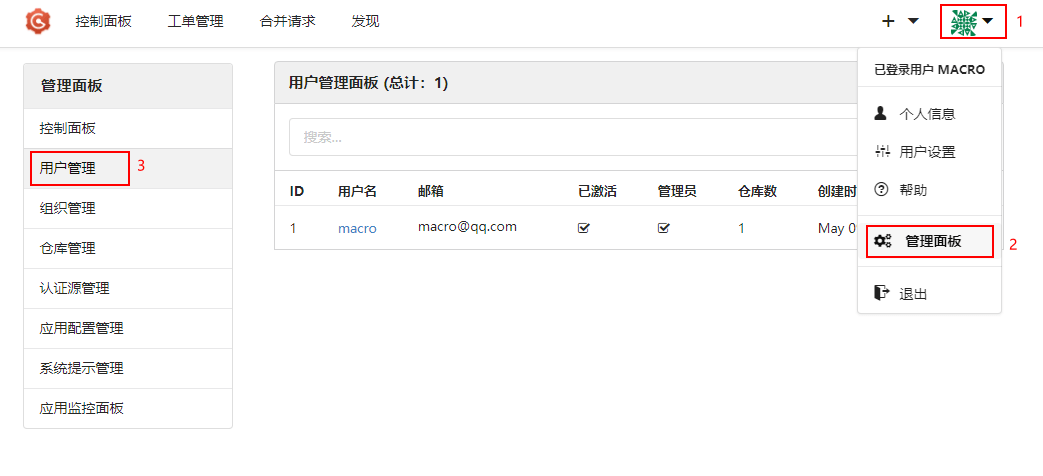 控制面板 工单管理 合并请求 发现 1
已登录用户 MACRO
个人信息
用户设置
帮助
管理面板 2
退出
管理面板
控制面板
用户管理 3
组织管理
仓库管理
认证源管理
应用配置管理
系统提示管理
应用监控面板
用户管理面板 (总计：1)
搜索...
ID 用户名 邮箱 已激活 管理员 仓库数 创建时
1 macro macro@qq.com 1 May 0